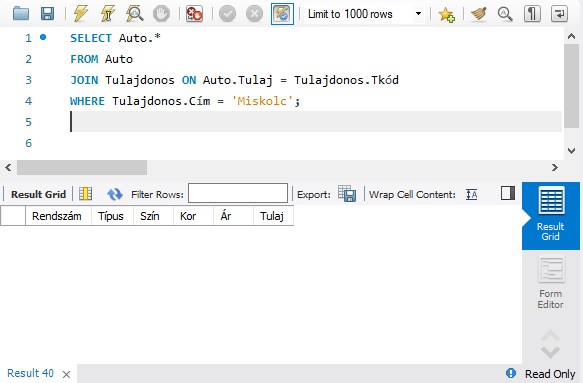 Limit to 1000 rows
1 SELECT Auto.*
2 FROM Auto
3 JOIN Tulajdonos ON Auto.Tulaj = Tulajdonos.Tkód
4 WHERE Tulajdonos.Cím = 'Miskolc';
5
6
Result Grid Filter Rows: Export: Wrap Cell Content:
Rendszám Típus Szín Kor Ár Tulaj
Result
Grid
Form
Editor
Result 40 Read Only